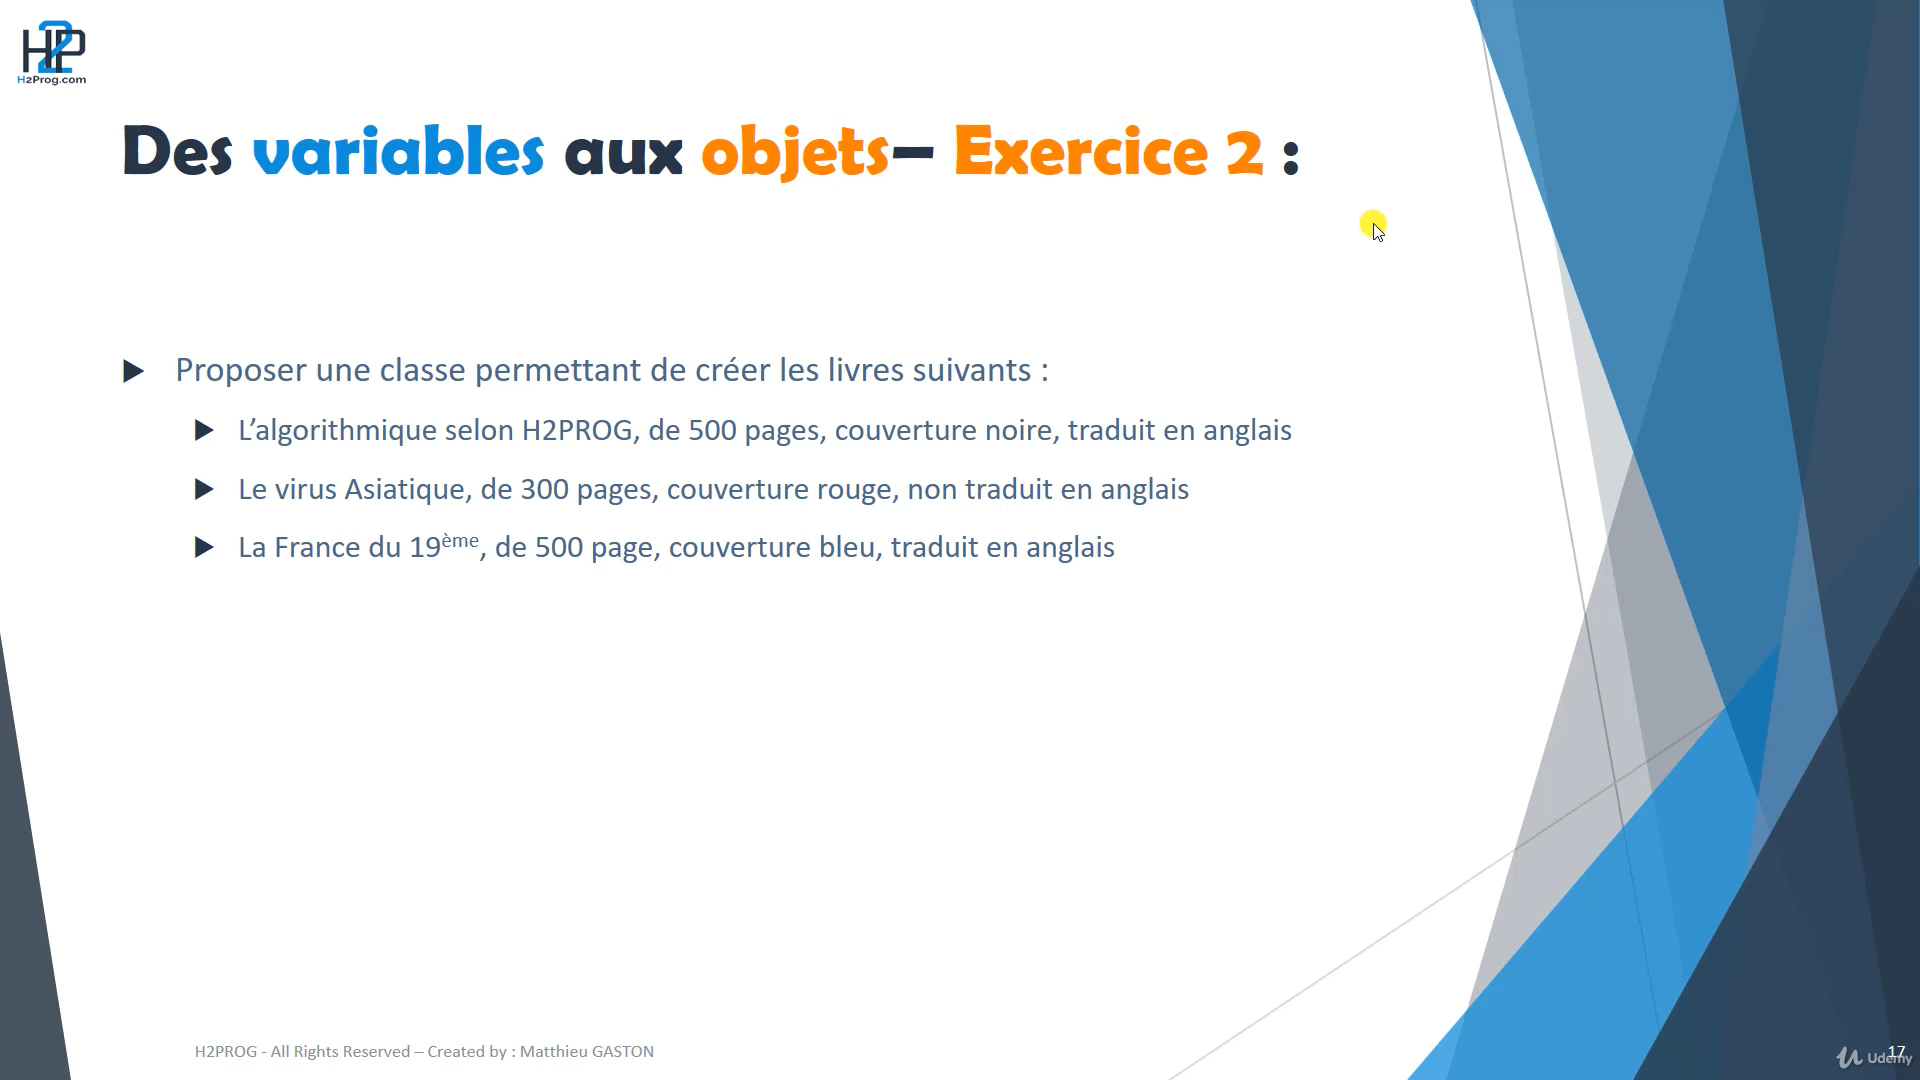 H2P
H2Prog.com
Des variables aux objets– Exercice 2 :
Proposer une classe permettant de créer les livres suivants :
L’algorithmique selon H2PROG, de 500 pages, couverture noire, traduit en anglais
Le virus Asiatique, de 300 pages, couverture rouge, non traduit en anglais
La France du 19ème, de 500 page, couverture bleu, traduit en anglais
H2PROG - All Rights Reserved – Created by : Matthieu GASTON
17
Udemy